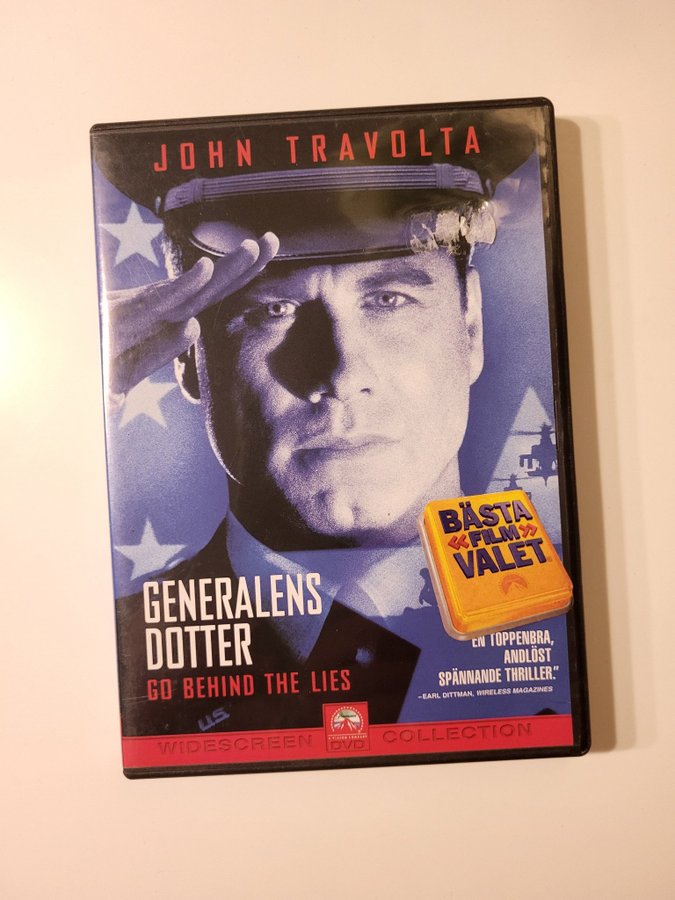 JOHN TRAVOLTA
BÄSTA
«FILM»
VALET
GENERALENS
DOTTER
GO BEHIND THE LIES
EN TOPPENBRA,
ANDLÖST
SPÄNNANDE THRILLER."
–EARL DITTMAN, WIRELESS MAGAZINES
U.S.
WIDESCREEN DVD COLLECTION